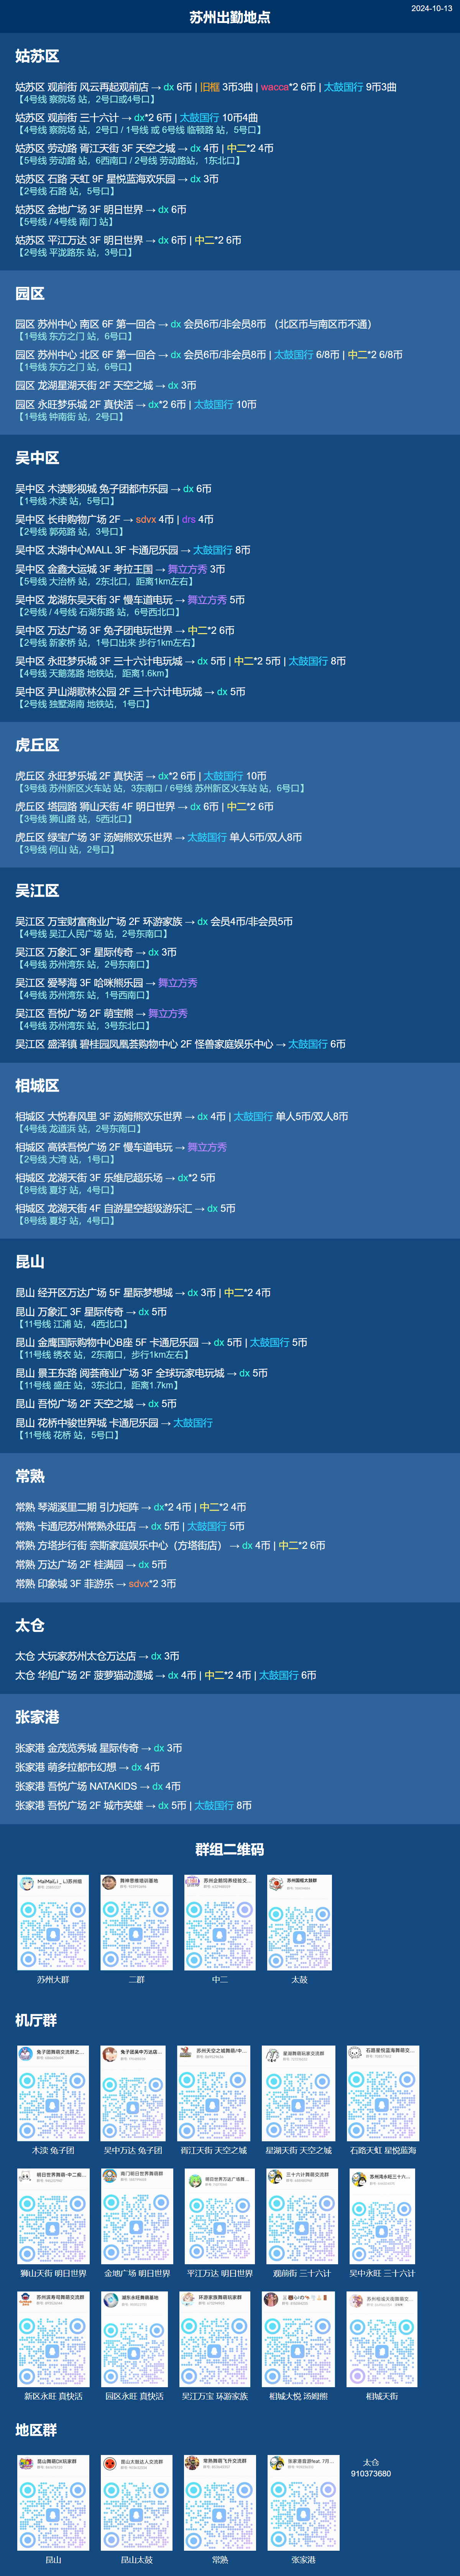 2024-10-13
苏州出勤地点
姑苏区
姑苏区 观前街 风云再起观前店 → dx 6币 | 旧框 3币3曲 | wacca*2 6币 | 太鼓国行 9币3曲
【4号线 察院场 站，2号口或4号口】
姑苏区 观前街 三十六计 → dx*2 6币 | 太鼓国行 10币4曲
【4号线 察院场 站，2号口 / 1号线 或 6号线 临顿路 站，5号口】
姑苏区 劳动路 胥江天街 3F 天空之城 → dx 4币 | 中二*2 4币
【5号线 劳动路 站，6西南口 / 2号线 劳动路站，1东北口】
姑苏区 石路 天虹 9F 星悦蓝海欢乐园 → dx 3币
【2号线 石路 站，5号口】
姑苏区 金地广场 3F 明日世界 → dx 6币
【5号线 / 4号线 南门 站】
姑苏区 平江万达 3F 明日世界 → dx 6币 | 中二*2 6币
【2号线 平泷路东 站，3号口】
园区
园区 苏州中心 南区 6F 第一回合 → dx 会员6币/非会员8币 （北区币与南区币不通）
【1号线 东方之门 站，6号口】
园区 苏州中心 北区 6F 第一回合 → dx 会员6币/非会员8币 | 太鼓国行 6/8币 | 中二*2 6/8币
【1号线 东方之门 站，6号口】
园区 龙湖星湖天街 2F 天空之城 → dx 3币
园区 永旺梦乐城 2F 真快活 → dx*2 6币 | 太鼓国行 10币
【1号线 钟南街 站，2号口】
吴中区
吴中区 木渎影视城 兔子团都市乐园 → dx 6币
【1号线 木渎 站，5号口】
吴中区 长申购物广场 2F → sdvx 4币 | drs 4币
【2号线 郭苑路 站，3号口】
吴中区 太湖中心MALL 3F 卡通尼乐园 → 太鼓国行 8币
吴中区 金鑫大运城 3F 考拉王国 → 舞立方秀 3币
【5号线 大治桥 站，2东北口，距离1km左右】
吴中区 龙湖东吴天街 3F 慢车道电玩 → 舞立方秀 5币
【2号线 / 4号线 石湖东路 站，6号西北口】
吴中区 万达广场 3F 兔子团电玩世界 → 中二*2 6币
【2号线 新家桥 站，1号口出来 步行1km左右】
吴中区 永旺梦乐城 3F 三十六计电玩城 → dx 5币 | 中二*2 5币 | 太鼓国行 8币
【4号线 天鹅荡路 地铁站，距离1.6km】
吴中区 尹山湖歌林公园 2F 三十六计电玩城 → dx 5币
【2号线 独墅湖南 地铁站，1号口】
虎丘区
虎丘区 永旺梦乐城 2F 真快活 → dx*2 6币 | 太鼓国行 10币
【3号线 苏州新区火车站 站，3东南口 / 6号线 苏州新区火车站 站，6号口】
虎丘区 塔园路 狮山天街 4F 明日世界 → dx 6币 | 中二*2 6币
【3号线 狮山路 站，5西北口】
虎丘区 绿宝广场 3F 汤姆熊欢乐世界 → 太鼓国行 单人5币/双人8币
【3号线 何山 站，2号口】
吴江区
吴江区 万宝财富商业广场 2F 环游家族 → dx 会员4币/非会员5币
【4号线 吴江人民广场 站，2号东南口】
吴江区 万象汇 3F 星际传奇 → dx 3币
【4号线 苏州湾东 站，2号东南口】
吴江区 爱琴海 3F 哈咪熊乐园 → 舞立方秀
【4号线 苏州湾东 站，1号西南口】
吴江区 吾悦广场 2F 萌宝熊 → 舞立方秀
【4号线 苏州湾东 站，3号东北口】
吴江区 盛泽镇 碧桂园凤凰荟购物中心 2F 怪兽家庭娱乐中心 → 太鼓国行 6币
相城区
相城区 大悦春风里 3F 汤姆熊欢乐世界 → dx 4币 | 太鼓国行 单人5币/双人8币
【4号线 龙道浜 站，2号东南口】
相城区 高铁吾悦广场 2F 慢车道电玩 → 舞立方秀
【2号线 大湾 站，1号口】
相城区 龙湖天街 3F 乐维尼超乐场 → dx*2 5币
【8号线 夏圩 站，4号口】
相城区 龙湖天街 4F 自游星空超级游乐汇 → dx 5币
【8号线 夏圩 站，4号口】
昆山
昆山 经开区万达广场 5F 星际梦想城 → dx 3币 | 中二*2 4币
昆山 万象汇 3F 星际传奇 → dx 5币
【11号线 江浦 站，4西北口】
昆山 金鹰国际购物中心B座 5F 卡通尼乐园 → dx 5币 | 太鼓国行 5币
【11号线 绣衣 站，2东南口，步行1km左右】
昆山 景王东路 阅荟商业广场 3F 全球玩家电玩城 → dx 5币
【11号线 盛庄 站，3东北口，距离1.7km】
昆山 吾悦广场 2F 天空之城 → dx 5币
昆山 花桥中骏世界城 卡通尼乐园 → 太鼓国行
【11号线 花桥 站，5号口】
常熟
常熟 琴湖溪里二期 引力矩阵 → dx*2 4币 | 中二*2 4币
常熟 卡通尼苏州常熟永旺店 → dx 5币 | 太鼓国行 5币
常熟 方塔步行街 奈斯家庭娱乐中心（方塔街店） → dx 4币 | 中二*2 6币
常熟 万达广场 2F 桂满园 → dx 5币
常熟 印象城 3F 菲游乐 → sdvx*2 3币
太仓
太仓 大玩家苏州太仓万达店 → dx 3币
太仓 华旭广场 2F 菠萝猫动漫城 → dx 4币 | 中二*2 4币 | 太鼓国行 6币
张家港
张家港 金茂览秀城 星际传奇 → dx 3币
张家港 萌多拉都市幻想 → dx 4币
张家港 吾悦广场 NATAKIDS → dx 4币
张家港 吾悦广场 2F 城市英雄 → dx 5币 | 太鼓国行 8币
群组二维码
苏州大群
二群
中二
太鼓
机厅群
木渎 兔子团
吴中万达 兔子团
胥江天街 天空之城
星湖天街 天空之城
石路天虹 星悦蓝海
狮山天街 明日世界
金地广场 明日世界
平江万达 明日世界
观前街 三十六计
吴中永旺 三十六计
新区永旺 真快活
园区永旺 真快活
吴江万宝 环游家族
相城大悦 汤姆熊
相城天街
地区群
昆山
昆山太鼓
常熟
张家港
太仓
910373680